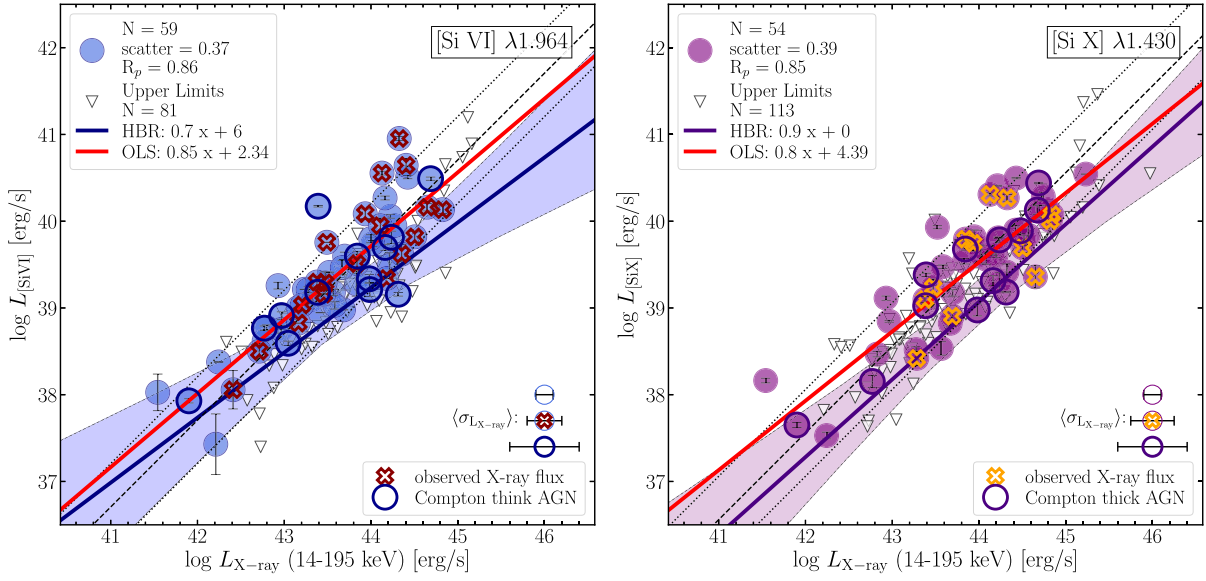 [Si VI] λ1.964
N = 59
scatter = 0.37
R_p = 0.86
Upper Limits
N = 81
HBR: 0.7 x + 6
OLS: 0.85 x + 2.34
⟨σ_L_X-ray⟩:
observed X-ray flux
Compton think AGN
42
41
40
39
38
37
log L_[SiVI] [erg/s]
41 42 43 44 45 46
log L_X-ray (14-195 keV) [erg/s]
[Si X] λ1.430
N = 54
scatter = 0.39
R_p = 0.85
Upper Limits
N = 113
HBR: 0.9 x + 0
OLS: 0.8 x + 4.39
⟨σ_L_X-ray⟩:
observed X-ray flux
Compton thick AGN
42
41
40
39
38
37
log L_[SiX] [erg/s]
41 42 43 44 45 46
log L_X-ray (14-195 keV) [erg/s]